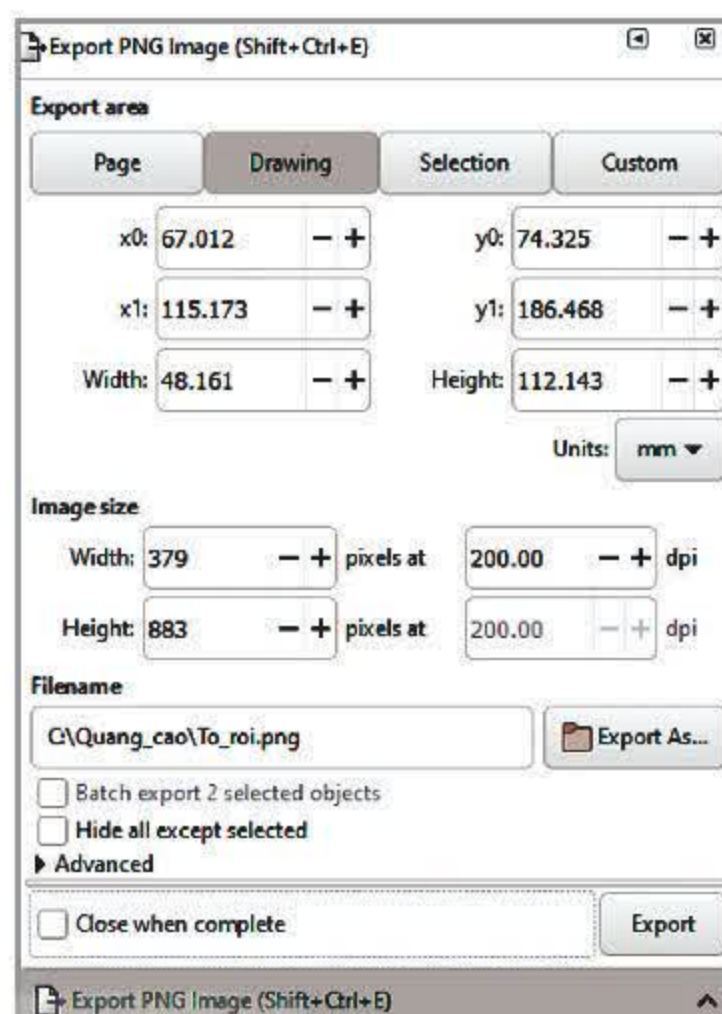 Export PNG Image (Shift+Ctrl+E)
Export area
Page Drawing Selection Custom
x0: 67.012 − + y0: 74.325 − +
x1: 115.173 − + y1: 186.468 − +
Width: 48.161 − + Height: 112.143 − +
Units: mm
Image size
Width: 379 − + pixels at 200.00 − + dpi
Height: 883 − + pixels at 200.00 − + dpi
Filename
C:\Quang_cao\To_roi.png Export As...
Batch export 2 selected objects
Hide all except selected
Advanced
Close when complete Export
Export PNG Image (Shift+Ctrl+E)